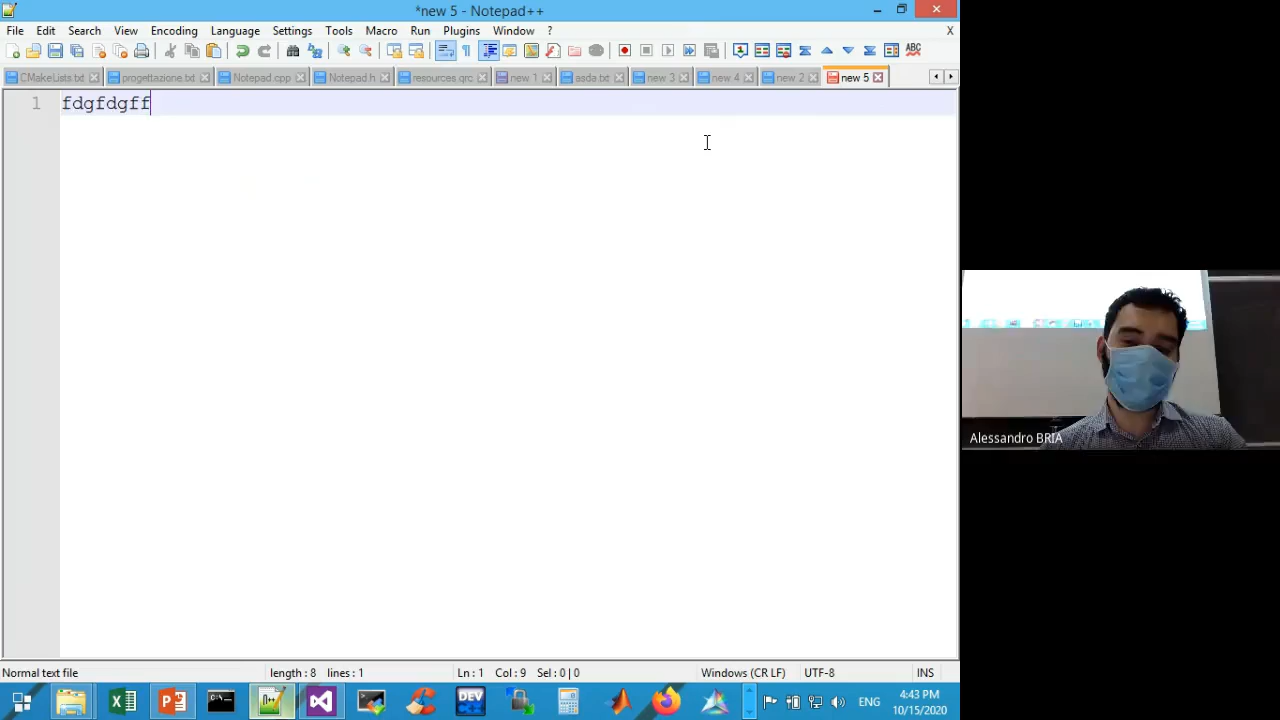 *new 5 - Notepad++
File Edit Search View Encoding Language Settings Tools Macro Run Plugins Window ? X
CMakeLists.txt progettazione.txt Notepad.cpp Notepad.h resources.qrc new 1 asda.txt new 3 new 4 new 2 new 5
1 fdgfdgff
Alessandro BRIA
Normal text file length : 8 lines : 1 Ln : 1 Col : 9 Sel : 0 | 0 Windows (CR LF) UTF-8 INS
DEV ENG 4:43 PM
10/15/2020